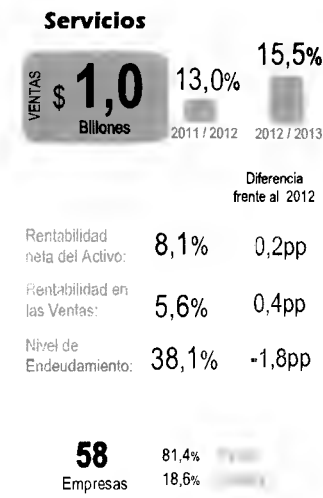 Servicios
VENTAS
$ 1,0
Billones
13,0%
2011 / 2012
15,5%
2012 / 2013
Diferencia
frente al 2012
Rentabilidad
neta del Activo:
8,1%
0,2pp
Rentabilidad en
las Ventas:
5,6%
0,4pp
Nivel de
Endeudamiento:
38,1%
-1,8pp
58
Empresas
81,4%
18,6%